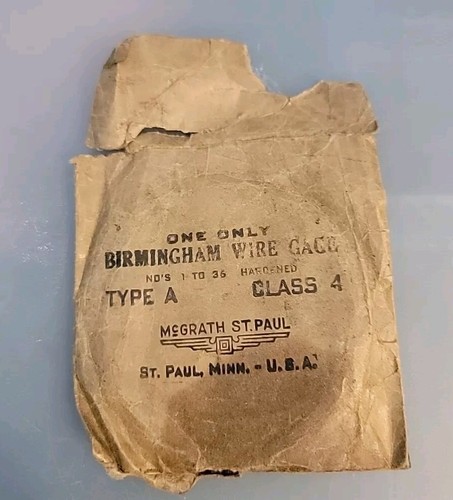 ONE ONLY
BIRMINGHAM WIRE GAGE
NO'S 1 TO 36 HARDENED
TYPE A CLASS 4
MCGRATH ST. PAUL
ST. PAUL, MINN. - U.S.A.